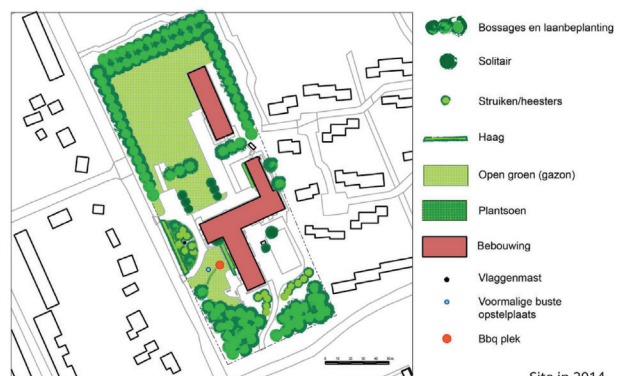 Bossages en laanbeplanting
Solitair
Struiken/heesters
Haag
Open groen (gazon)
Plantsoen
Bebouwing
Vlaggenmast
Voormalige buste
opstelplaats
Bbq plek
Site in 2014